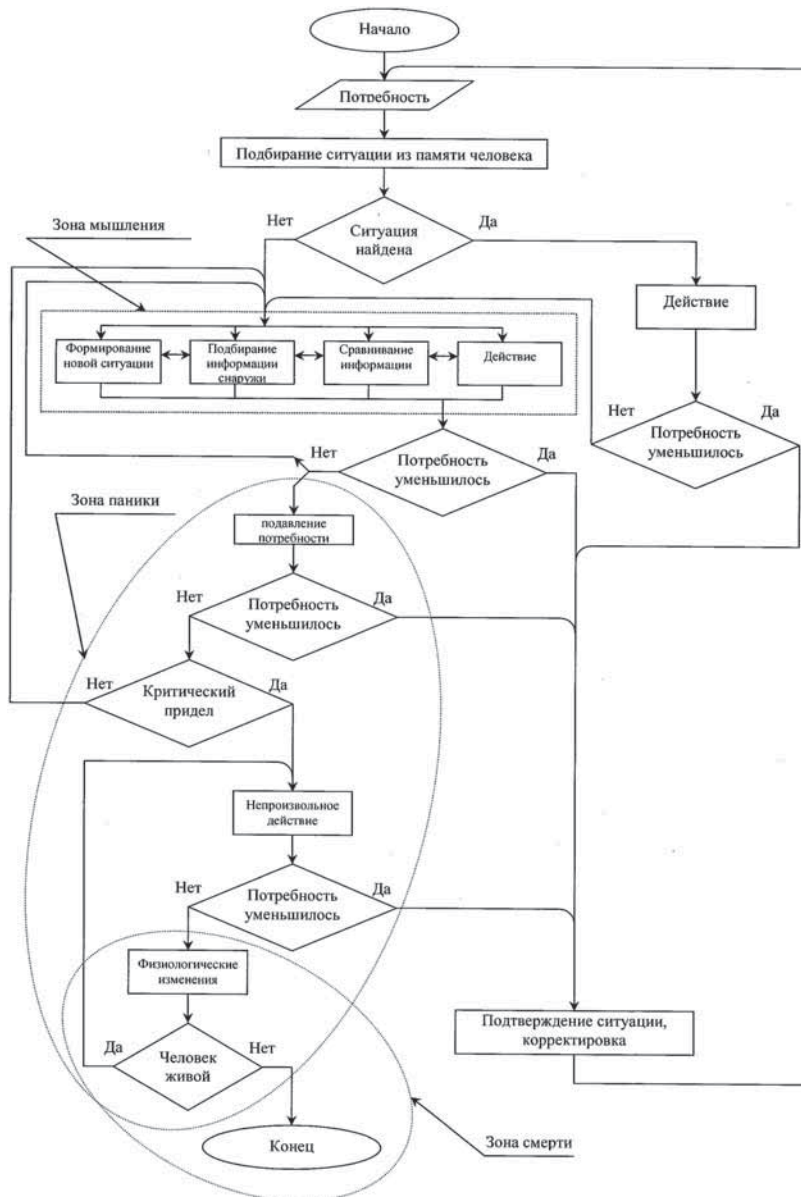 Начало
Потребность
Подбирание ситуации из памяти человека
Зона мышления
Нет
Ситуация
найдена
Да
Действие
Формирование
новой ситуации
Подбирание
информации
снаружи
Сравнивание
информации
Действие
Нет
Потребность
уменьшилось
Да
Нет
Потребность
уменьшилось
Да
Зона паники
подавление
потребности
Нет
Потребность
уменьшилось
Да
Нет
Критический
придел
Да
Непроизвольное
действие
Нет
Потребность
уменьшилось
Да
Физиологические
изменения
Подтверждение ситуации,
корректировка
Да
Человек
живой
Нет
Конец
Зона смерти